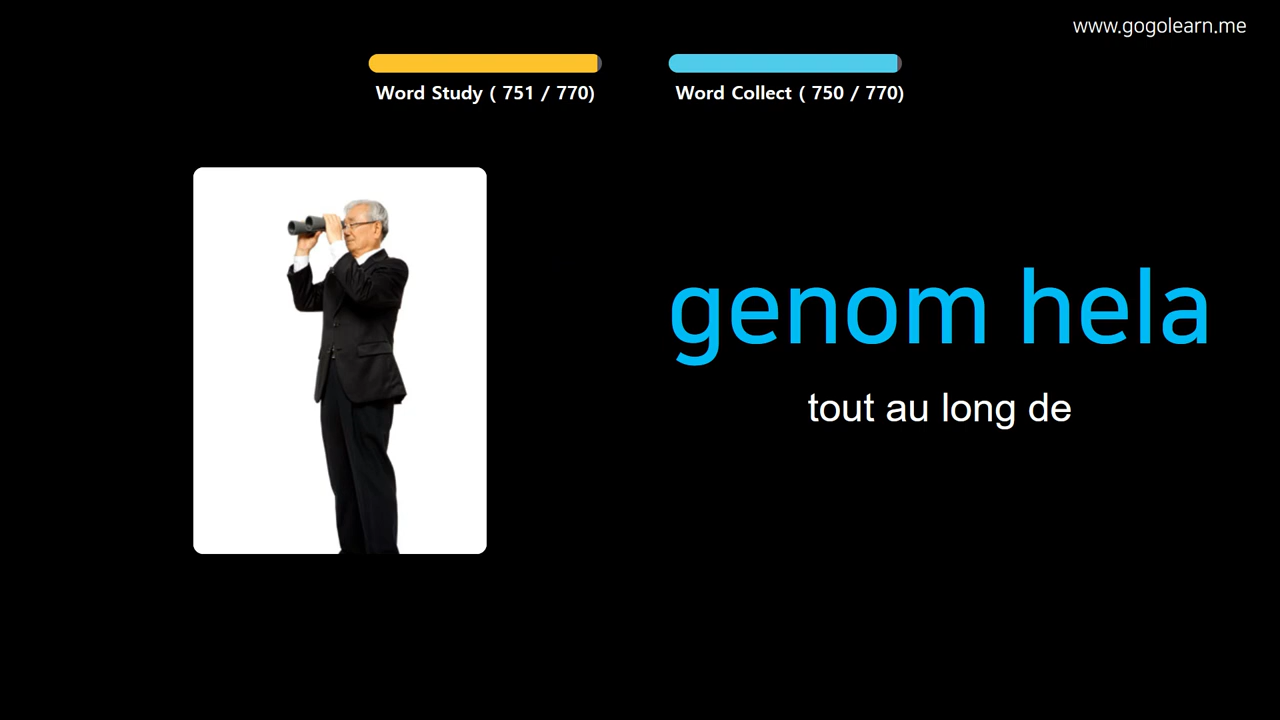 www.gogolearn.me
Word Study ( 751 / 770)
Word Collect ( 750 / 770)
genom hela
tout au long de